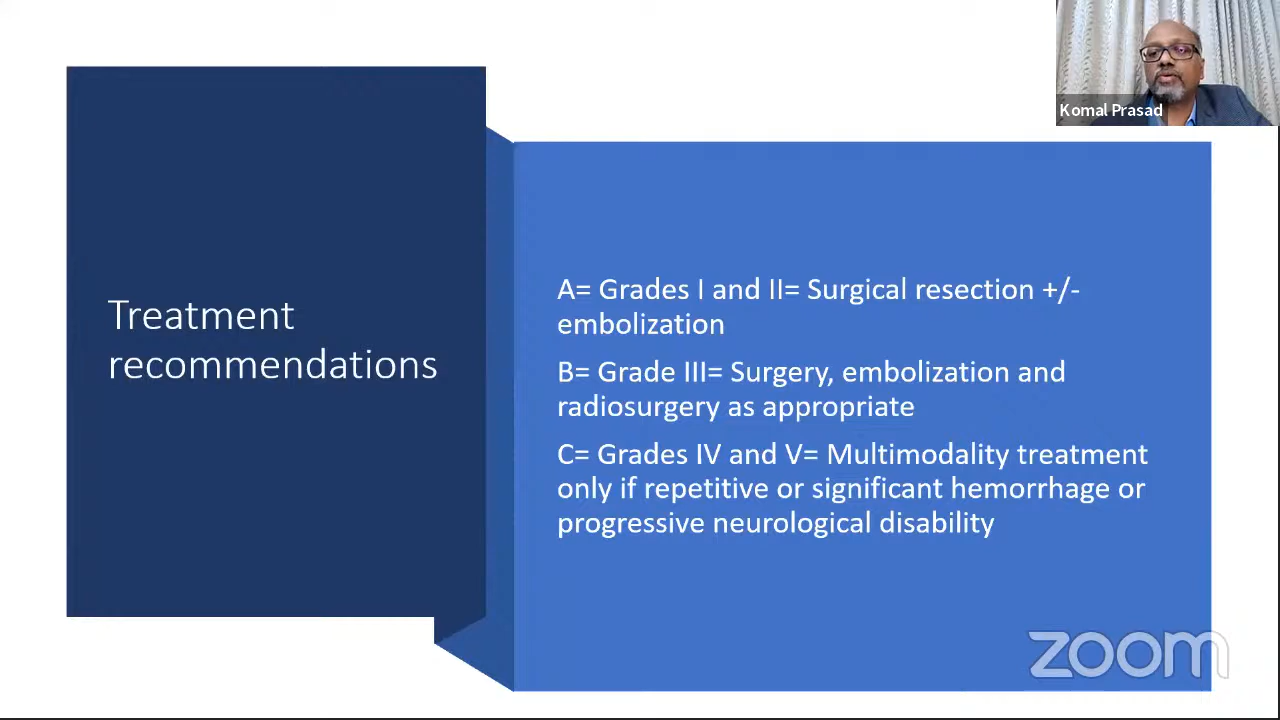 Komal Prasad
Treatment
recommendations
A= Grades I and II= Surgical resection +/-
embolization
B= Grade III= Surgery, embolization and
radiosurgery as appropriate
C= Grades IV and V= Multimodality treatment
only if repetitive or significant hemorrhage or
progressive neurological disability
zoom